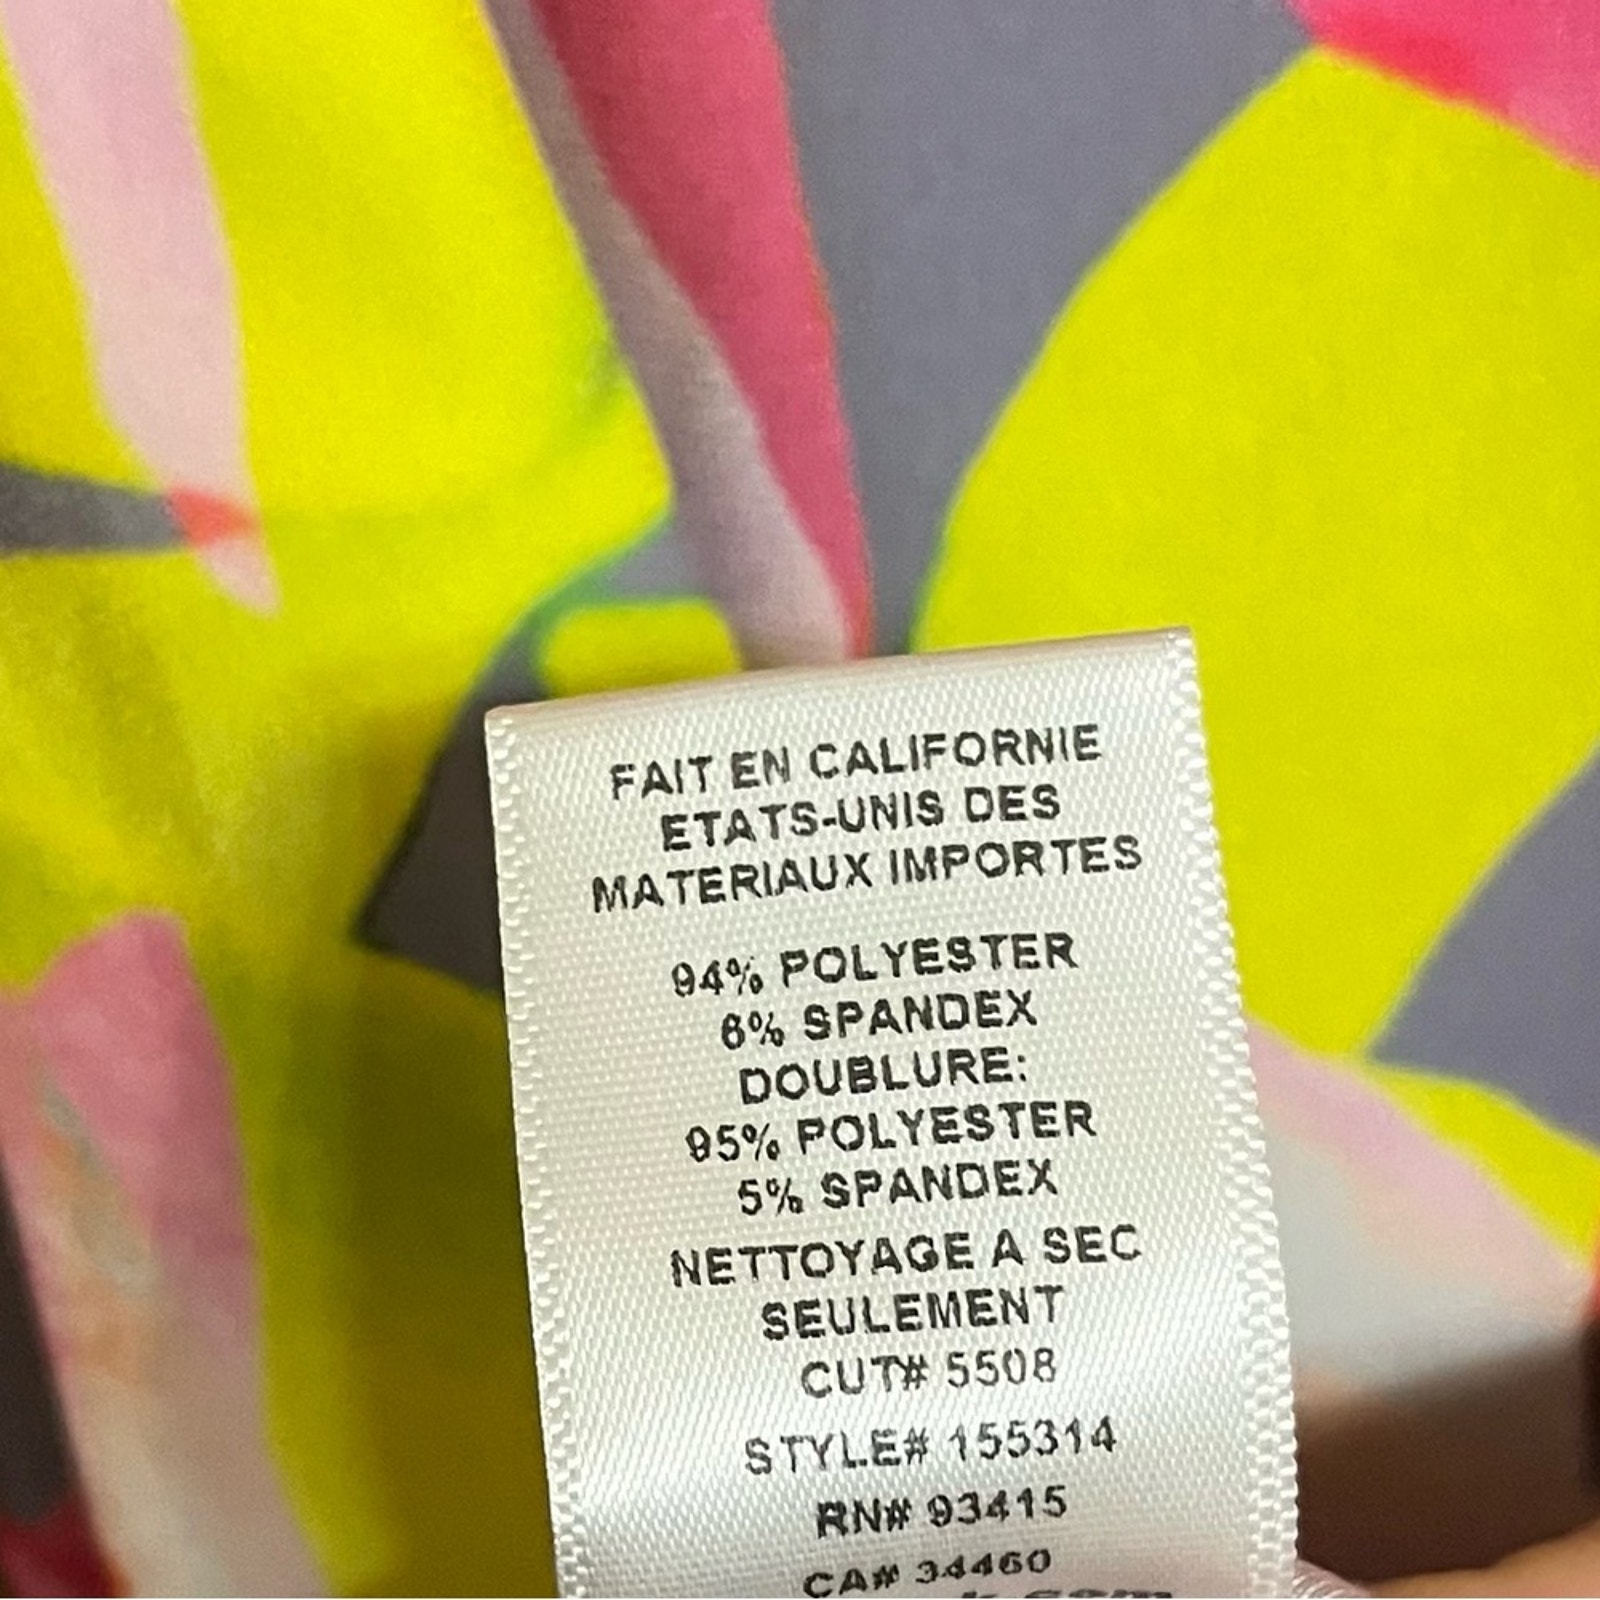 FAIT EN CALIFORNIE
ETATS-UNIS DES
MATERIAUX IMPORTES
94% POLYESTER
6% SPANDEX
DOUBLURE:
95% POLYESTER
5% SPANDEX
NETTOYAGE A SEC
SEULEMENT
CUT# 5508
STYLE# 155314
RN# 93415
CA# 34460